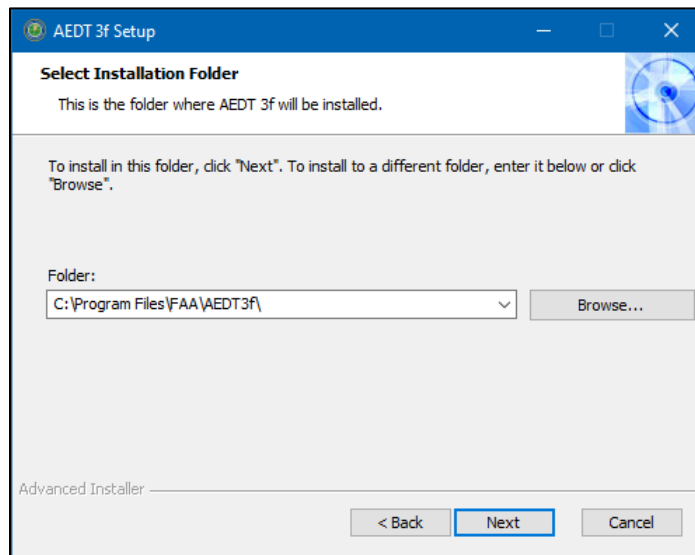 AEDT 3f Setup
Select Installation Folder
This is the folder where AEDT 3f will be installed.
To install in this folder, click "Next". To install to a different folder, enter it below or click
"Browse".
Folder:
C:\Program Files\FAA\AEDT3f\
Browse...
Advanced Installer
< Back
Next
Cancel